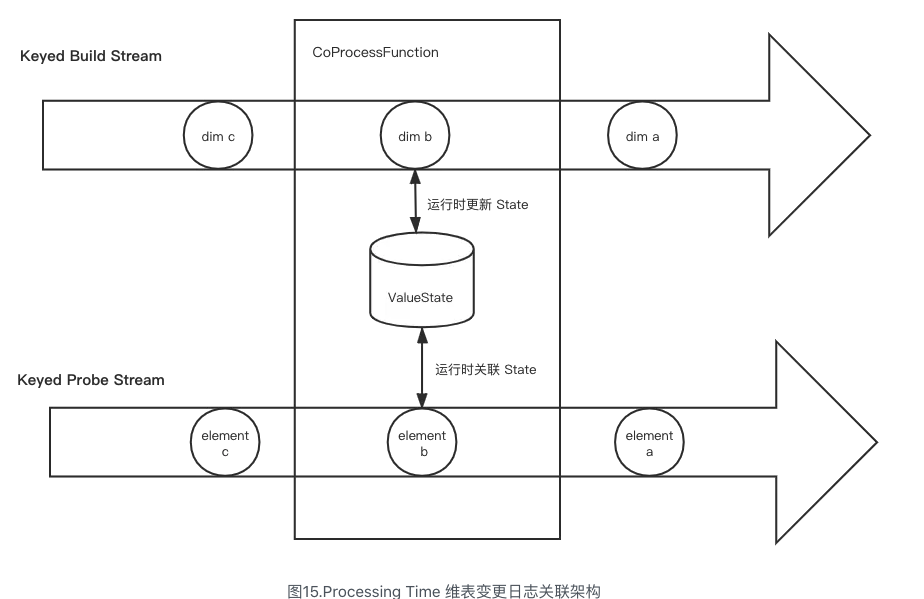 CoProcessFunction
Keyed Build Stream
dim c
dim b
dim a
运行时更新 State
ValueState
运行时关联 State
Keyed Probe Stream
element
c
element
b
element
a
图15.Processing Time 维表变更日志关联架构